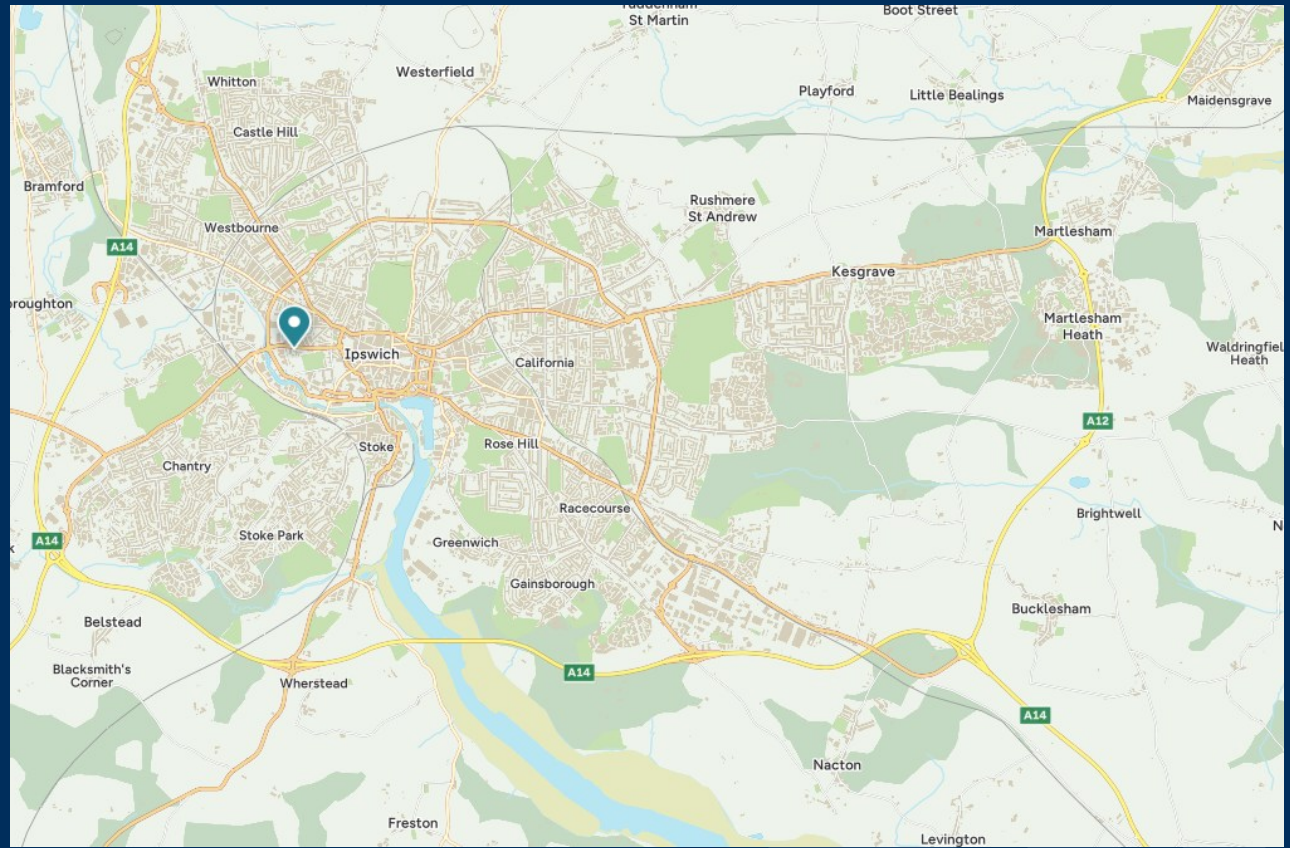 St Martin
Boot Street
Westerfield
Whitton
Playford
Little Bealings
Maidensgrave
Castle Hill
Bramford
Rushmere
St Andrew
Westbourne
Martlesham
A14
Kesgrave
Martlesham
Heath
Waldringfiel
Heath
Ipswich
California
A12
Stoke
Rose Hill
Chantry
Racecourse
Brightwell
Stoke Park
Greenwich
A14
Gainsborough
Bucklesham
Belstead
Blacksmith's
Corner
A14
Wherstead
A14
Nacton
Freston
Levington